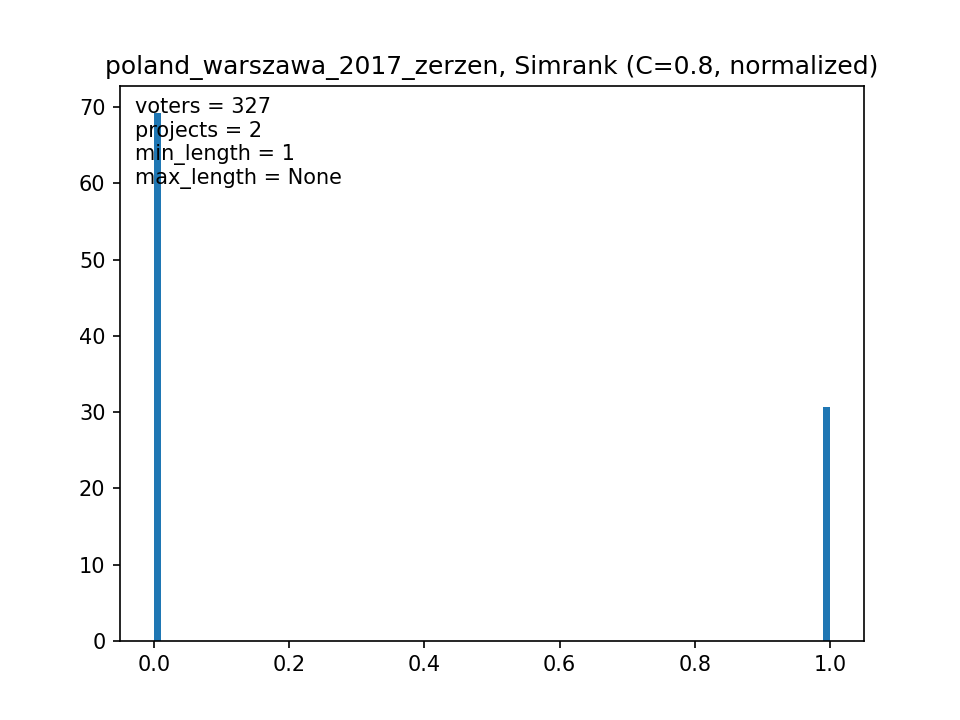 poland_warszawa_2017_zerzen, Simrank (C=0.8, normalized)
voters = 327
projects = 2
min_length = 1
max_length = None
70
60
50
40
30
20
10
0
0.0 0.2 0.4 0.6 0.8 1.0